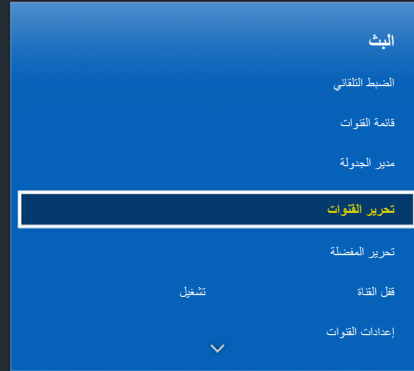 البث
الضبط التلقائي
قائمة القنوات
مدير الجدولة
تحرير القنوات
تحرير المفضلة
قفل القناة تشغيل
إعدادات القنوات